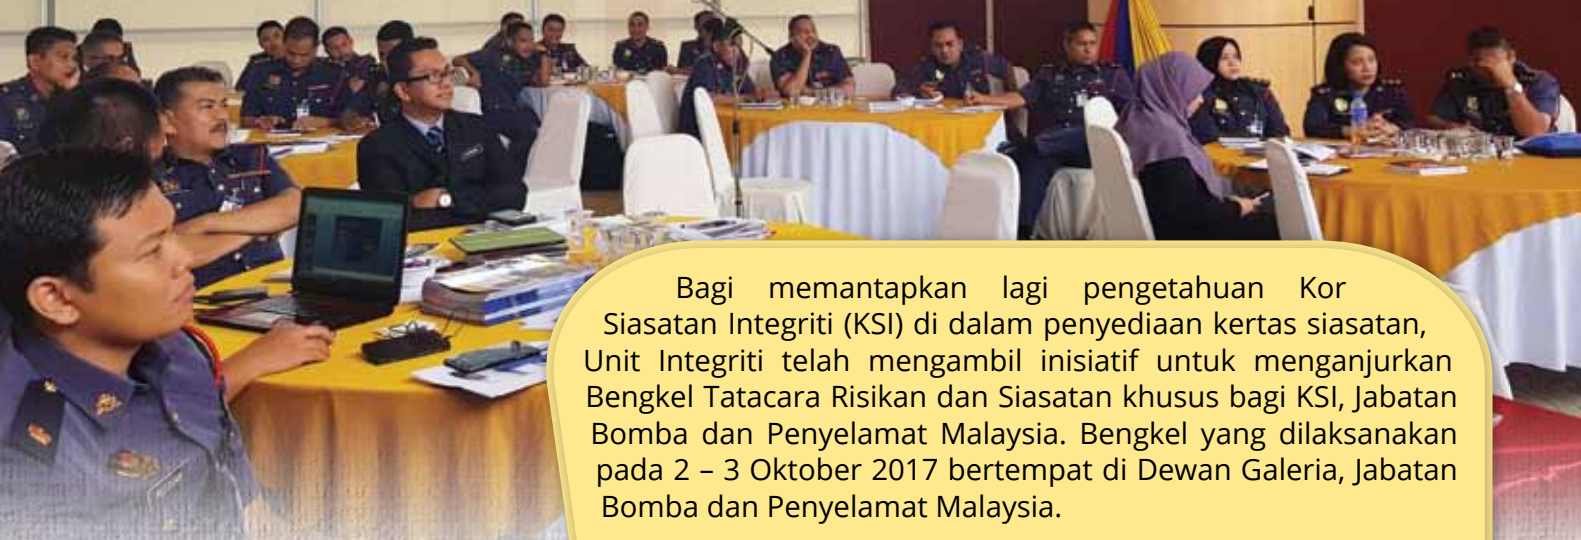 Bagi memantapkan lagi pengetahuan Kor
Siasatan Integriti (KSI) di dalam penyediaan kertas siasatan,
Unit Integriti telah mengambil inisiatif untuk menganjurkan
Bengkel Tatacara Risikan dan Siasatan khusus bagi KSI, Jabatan
Bomba dan Penyelamat Malaysia. Bengkel yang dilaksanakan
pada 2 – 3 Oktober 2017 bertempat di Dewan Galeria, Jabatan
Bomba dan Penyelamat Malaysia.